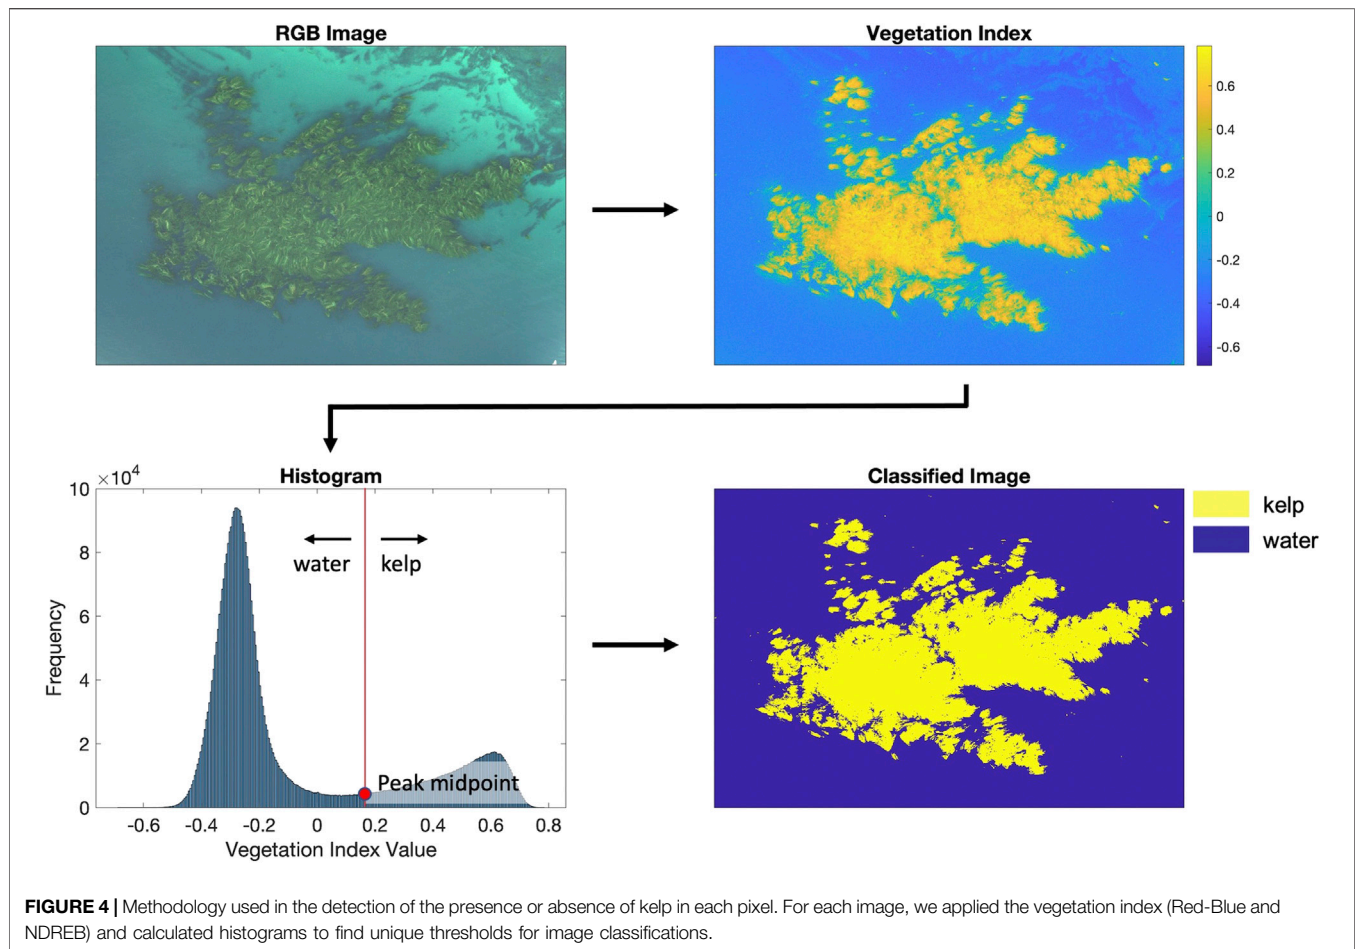 RGB Image
Vegetation Index
0.6
0.4
0.2
0
-0.2
-0.4
-0.6
Histogram
×10⁴
10
8
6
4
2
0
Frequency
water
kelp
Peak midpoint
-0.6 -0.4 -0.2 0 0.2 0.4 0.6 0.8
Vegetation Index Value
Classified Image
kelp
water
FIGURE 4 | Methodology used in the detection of the presence or absence of kelp in each pixel. For each image, we applied the vegetation index (Red-Blue and
NDREB) and calculated histograms to find unique thresholds for image classifications.